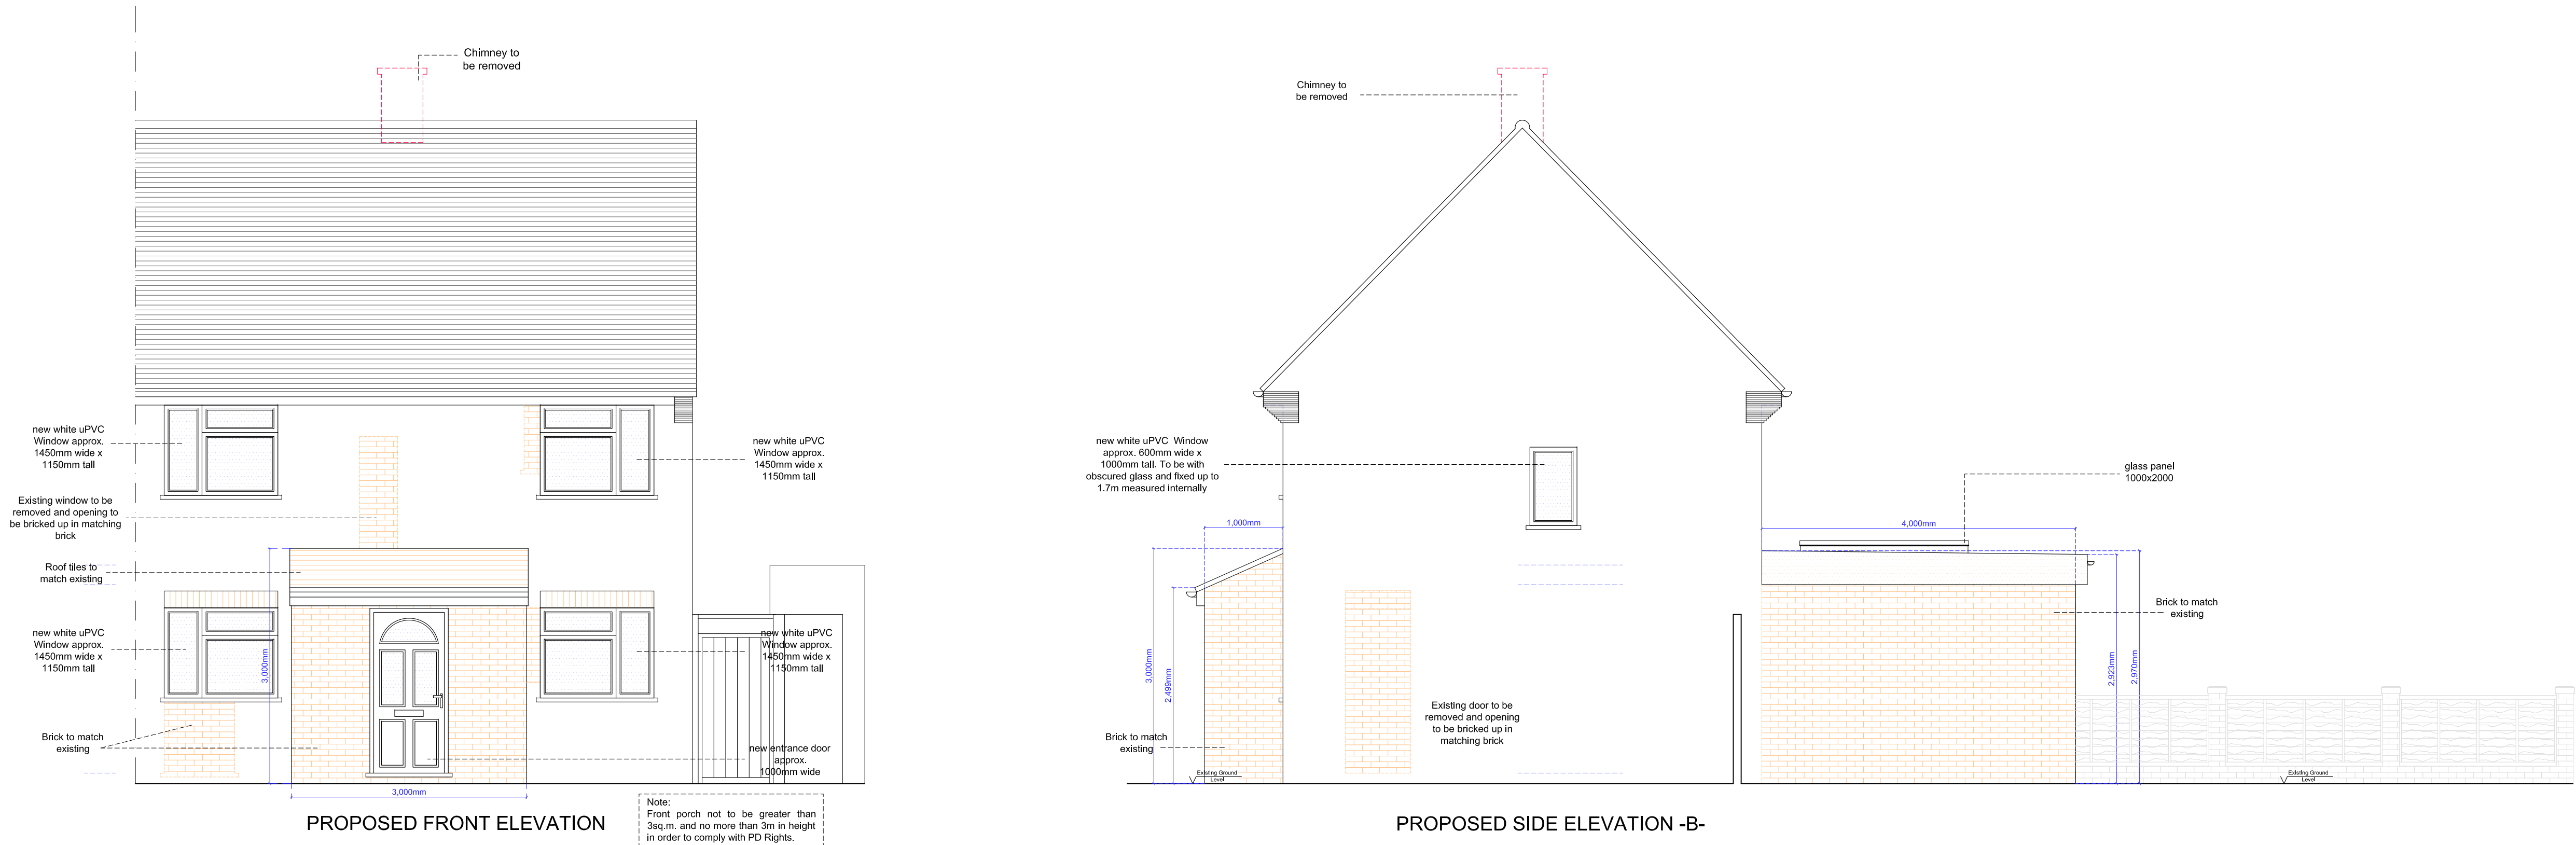 Chimney to
be removed
new white uPVC
Window approx.
1450mm wide x
1150mm tall
new white uPVC
Window approx.
1450mm wide x
1150mm tall
Existing window to be
removed and opening to
be bricked up in matching
brick
Roof tiles to
match existing
new white uPVC
Window approx.
1450mm wide x
1150mm tall
3,000mm
new white uPVC
Window approx.
1450mm wide x
1150mm tall
Brick to match
existing
new entrance door
approx.
1000mm wide
3,000mm
PROPOSED FRONT ELEVATION
Note:
Front porch not to be greater than
3sq.m. and no more than 3m in height
in order to comply with PD Rights.
Chimney to
be removed
new white uPVC Window
approx. 600mm wide x
1000mm tall. To be with
obscured glass and fixed up to
1.7m measured internally
glass panel
1000x2000
1,000mm
4,000mm
3,000mm
2,499mm
Brick to match
existing
2,923mm
2,970mm
Existing door to be
removed and opening
to be bricked up in
matching brick
Brick to match
existing
Existing Ground
Level
Existing Ground
Level
PROPOSED SIDE ELEVATION -B-